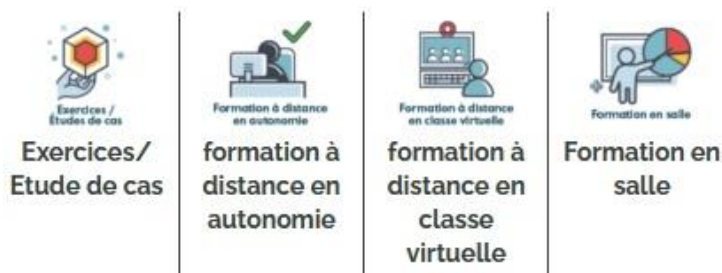 Exercices /
Études de cas
Exercices/
Etude de cas
Formation à distance
en autonomie
formation à
distance en
autonomie
Formation à distance
en classe virtuelle
formation à
distance en
classe
virtuelle
Formation en salle
Formation en
salle